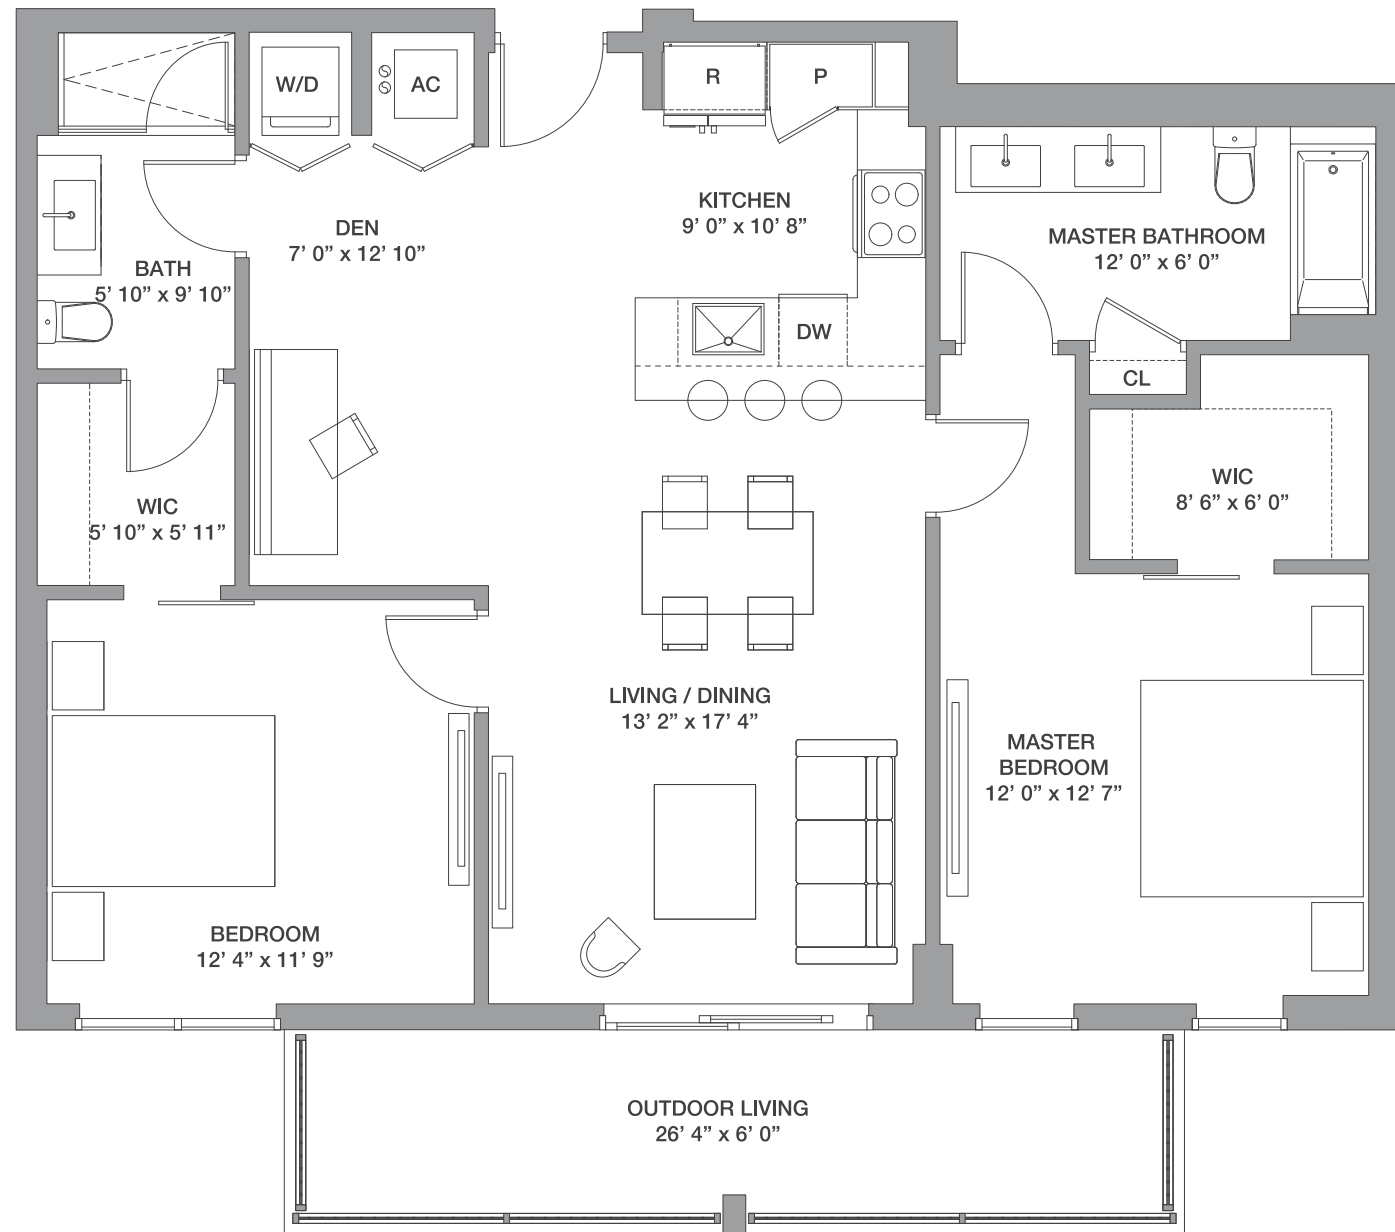 W/D
AC
R
P
KITCHEN
9’ 0” x 10’ 8”
DEN
7’ 0” x 12’ 10”
MASTER BATHROOM
12’ 0” x 6’ 0”
BATH
5’ 10” x 9’ 10”
DW
CL
WIC
8’ 6” x 6’ 0”
WIC
5’ 10” x 5’ 11”
LIVING / DINING
13’ 2” x 17’ 4”
MASTER
BEDROOM
12’ 0” x 12’ 7”
BEDROOM
12’ 4” x 11’ 9”
OUTDOOR LIVING
26’ 4” x 6’ 0”